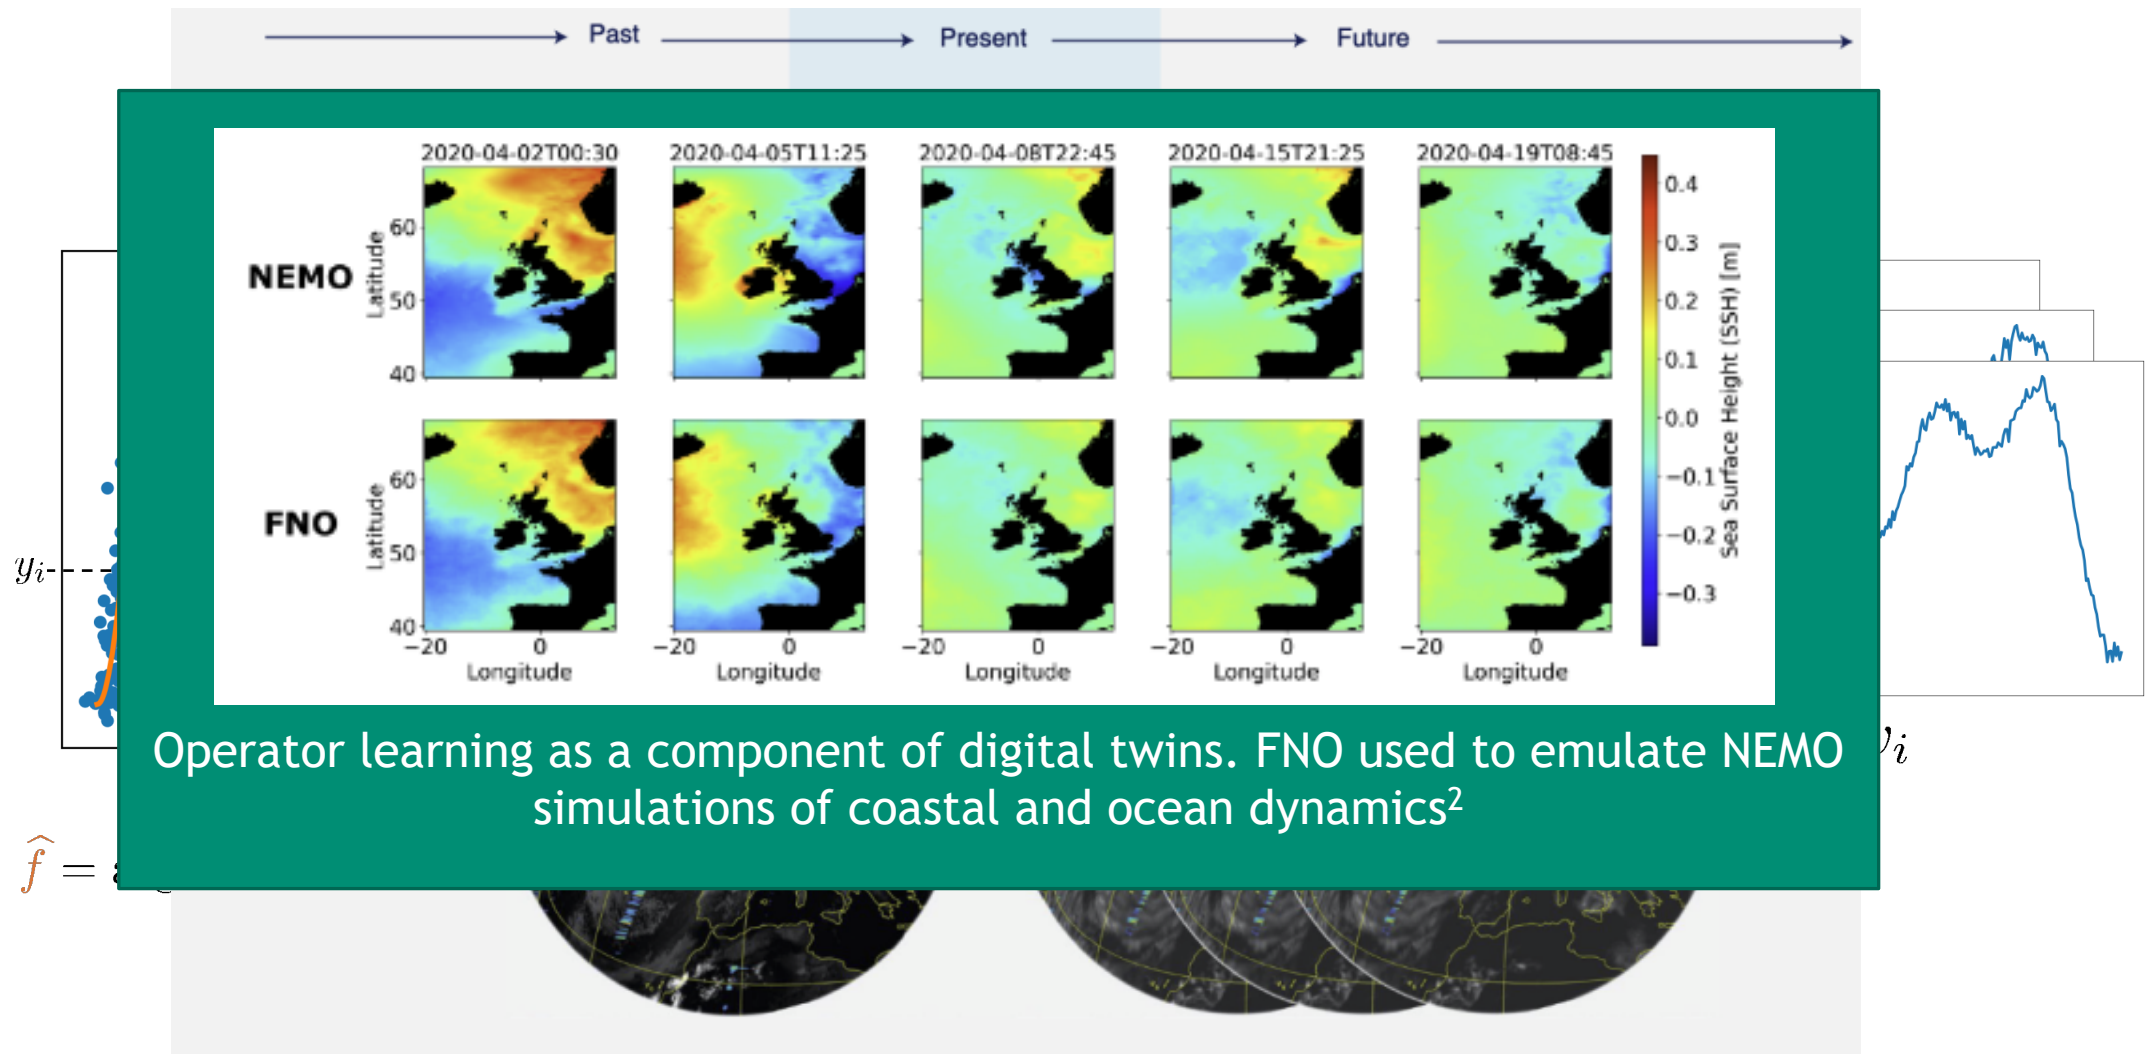 Past Present Future
2020-04-02T00:30 2020-04-05T11:25 2020-04-08T22:45 2020-04-15T21:25 2020-04-19T08:45
NEMO
Latitude
60
50
40
FNO
Latitude
60
50
40
−20 0 −20 0 −20 0 −20 0 −20 0
Longitude Longitude Longitude Longitude Longitude
0.4
0.3
0.2
0.1
0.0
−0.1
−0.2
−0.3
Sea Surface Height (SSH) [m]
y_i
Operator learning as a component of digital twins. FNO used to emulate NEMO
simulations of coastal and ocean dynamics²
f̂ =